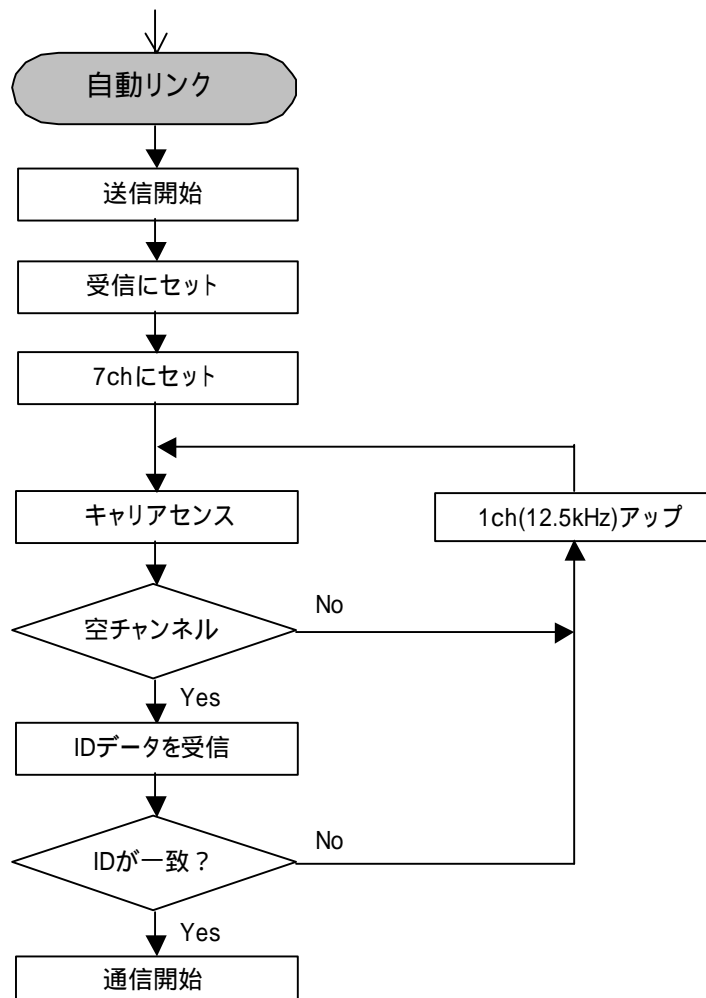 自動リンク
送信開始
受信にセット
7chにセット
キャリアセンス
1ch(12.5kHz)アップ
空チャンネル
No
Yes
IDデータを受信
IDが一致？
No
Yes
通信開始